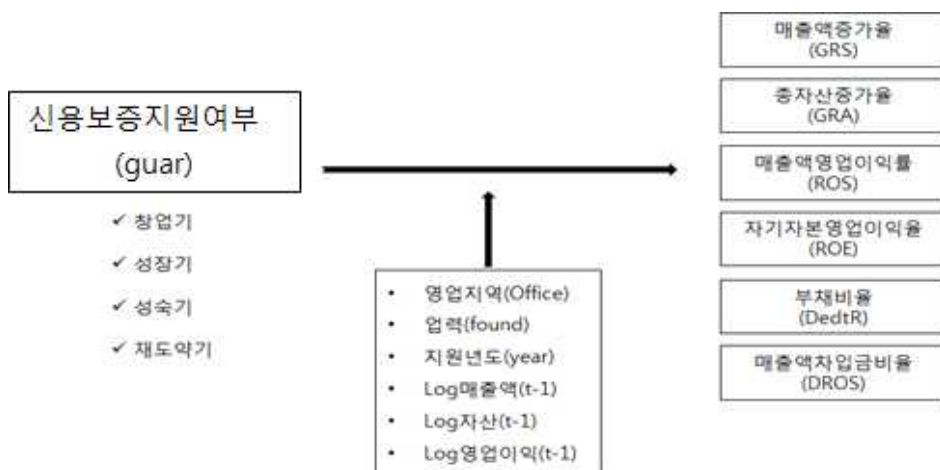 신용보증지원여부
(guar)
✓ 창업기
✓ 성장기
✓ 성숙기
✓ 재도약기
• 영업지역(Office)
• 업력(found)
• 지원년도(year)
• Log매출액(t-1)
• Log자산(t-1)
• Log영업이익(t-1)
매출액증가율
(GRS)
총자산증가율
(GRA)
매출액영업이익률
(ROS)
자기자본영업이익율
(ROE)
부채비율
(DedtR)
매출액차입금비율
(DROS)